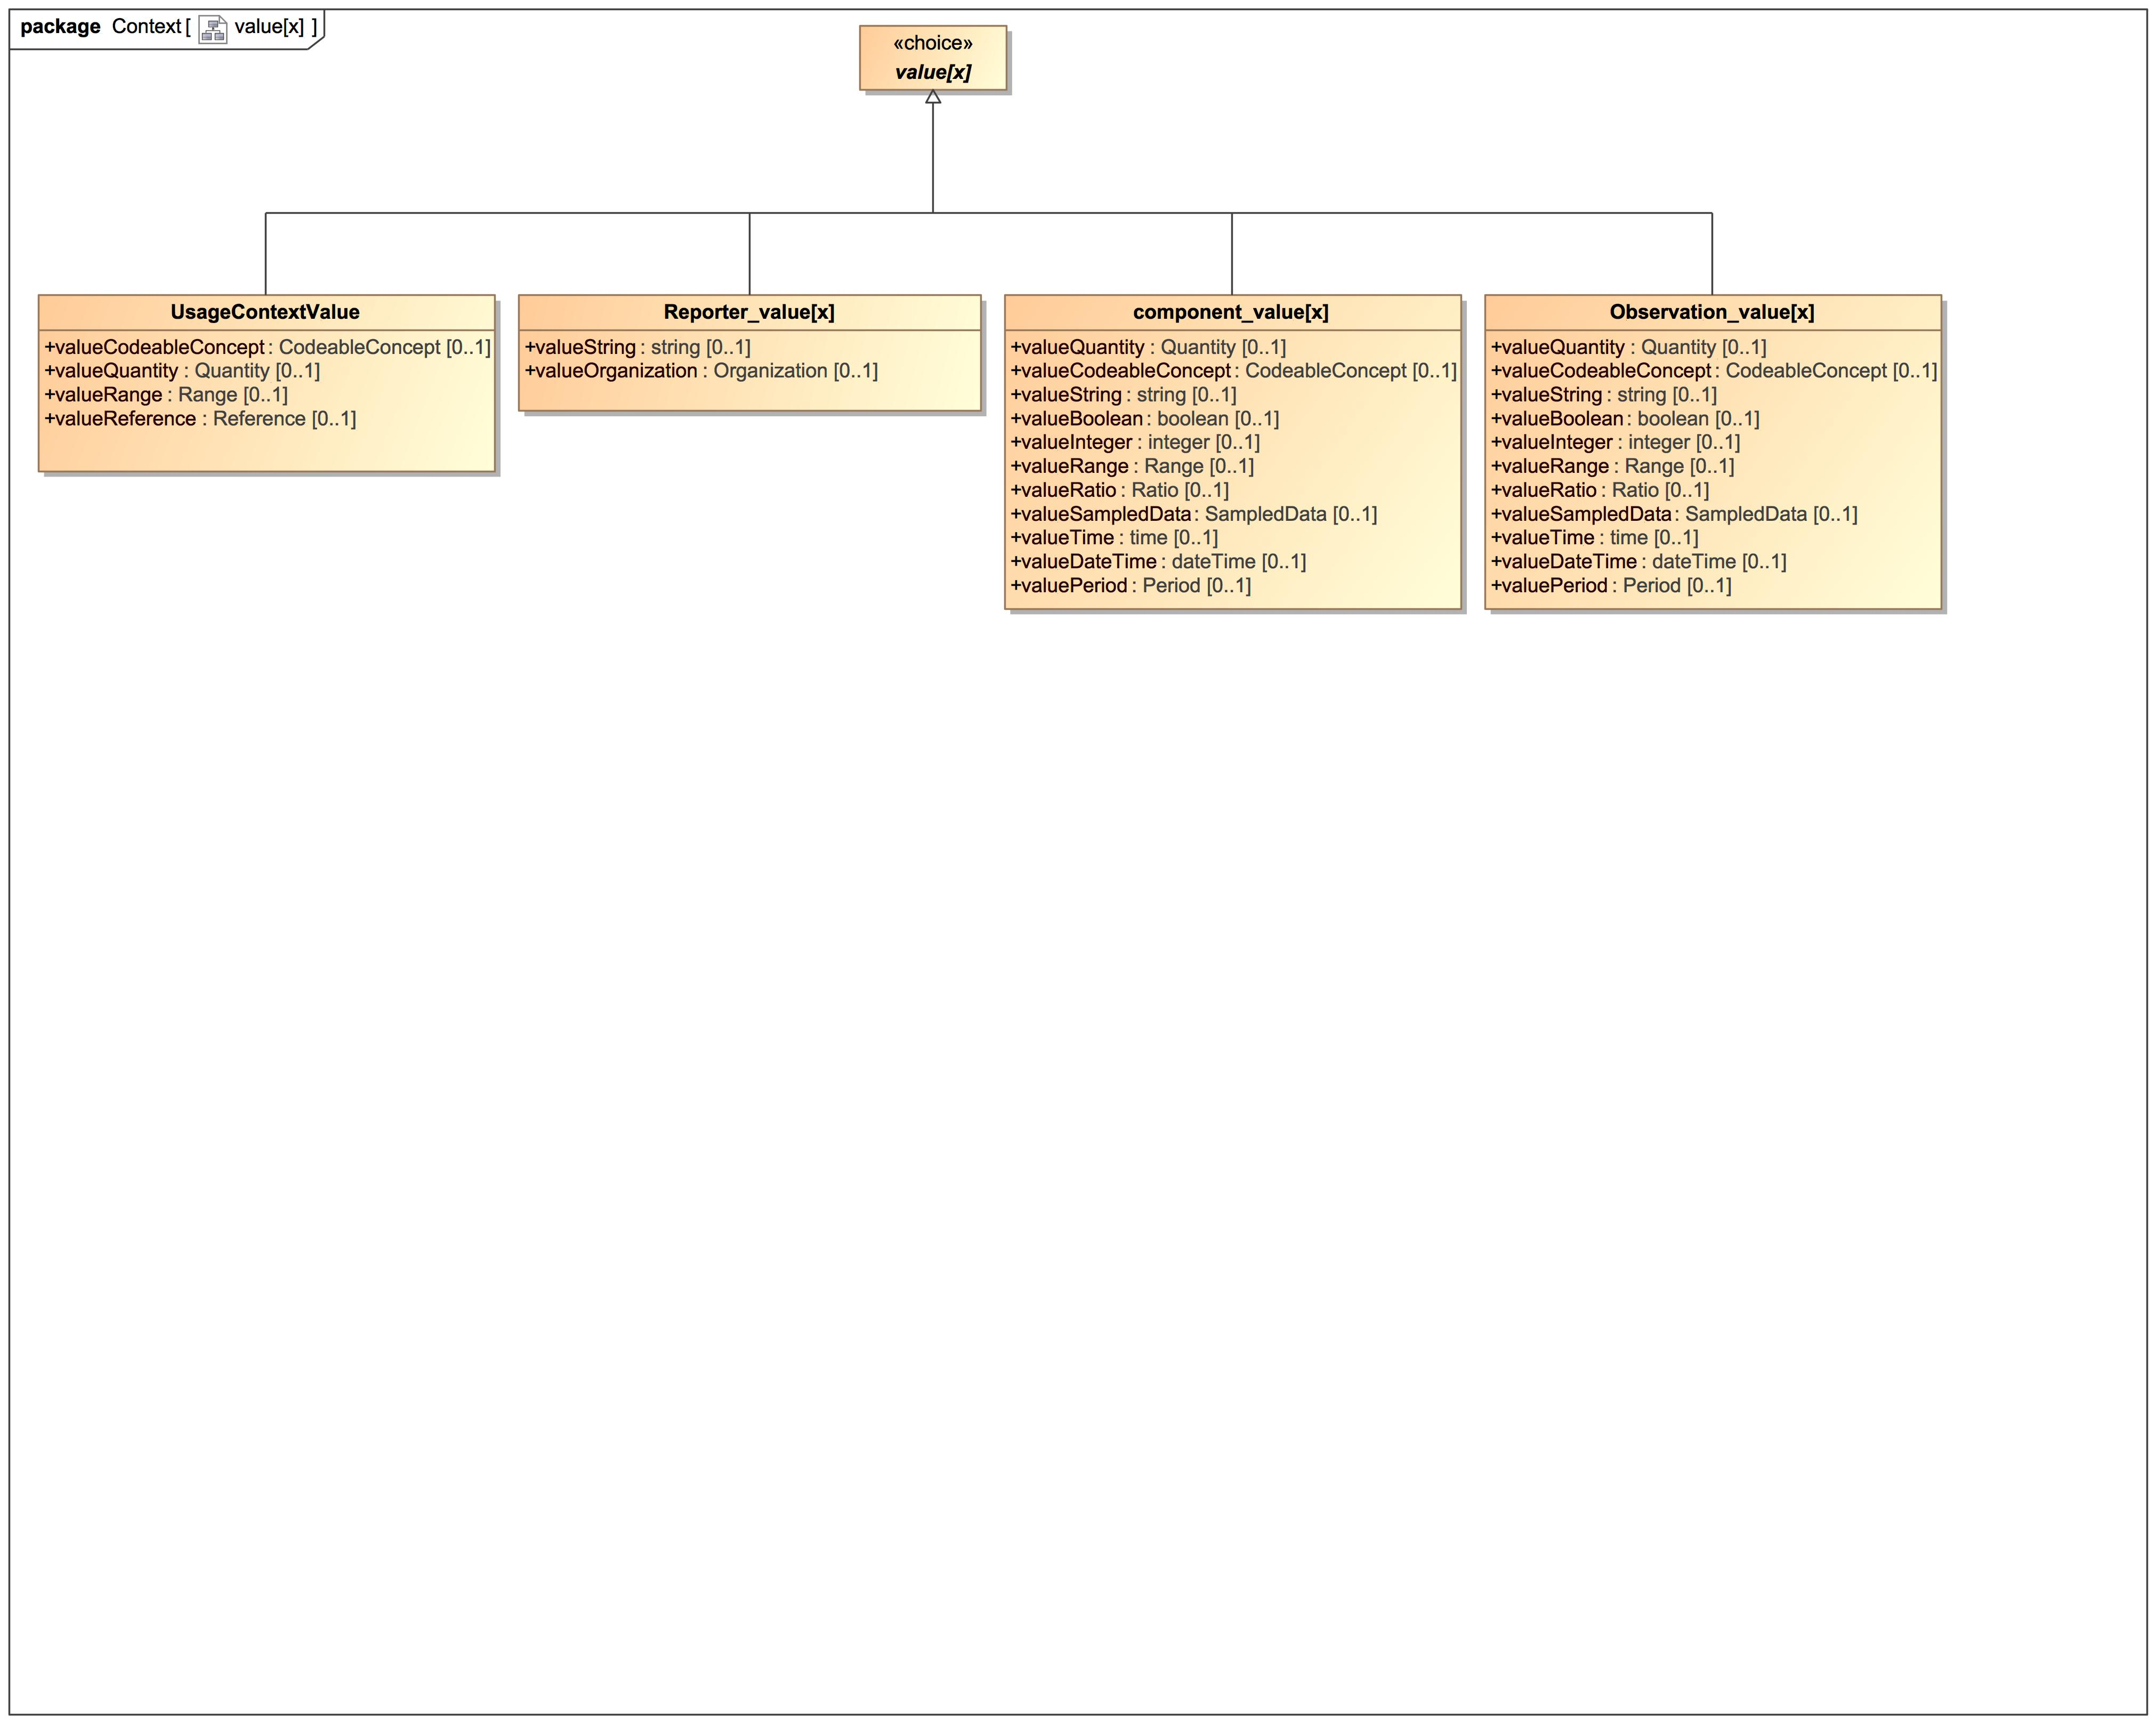 package Context [ value[x] ]
«choice»
value[x]
UsageContextValue
+valueCodeableConcept : CodeableConcept [0..1]
+valueQuantity : Quantity [0..1]
+valueRange : Range [0..1]
+valueReference : Reference [0..1]
Reporter_value[x]
+valueString : string [0..1]
+valueOrganization : Organization [0..1]
component_value[x]
+valueQuantity : Quantity [0..1]
+valueCodeableConcept : CodeableConcept [0..1]
+valueString : string [0..1]
+valueBoolean : boolean [0..1]
+valueInteger : integer [0..1]
+valueRange : Range [0..1]
+valueRatio : Ratio [0..1]
+valueSampledData : SampledData [0..1]
+valueTime : time [0..1]
+valueDateTime : dateTime [0..1]
+valuePeriod : Period [0..1]
Observation_value[x]
+valueQuantity : Quantity [0..1]
+valueCodeableConcept : CodeableConcept [0..1]
+valueString : string [0..1]
+valueBoolean : boolean [0..1]
+valueInteger : integer [0..1]
+valueRange : Range [0..1]
+valueRatio : Ratio [0..1]
+valueSampledData : SampledData [0..1]
+valueTime : time [0..1]
+valueDateTime : dateTime [0..1]
+valuePeriod : Period [0..1]